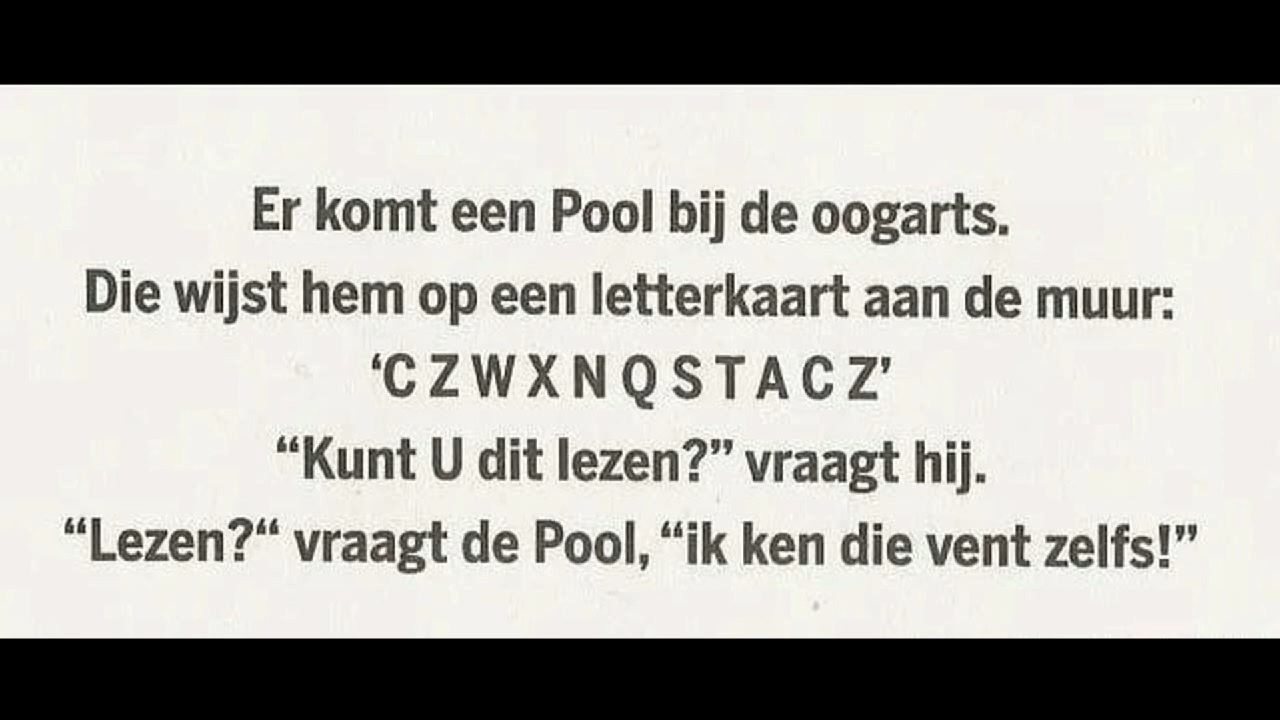 Er komt een Pool bij de oogarts.
Die wijst hem op een letterkaart aan de muur:
‘C Z W X N Q S T A C Z’
“Kunt U dit lezen?” vraagt hij.
“Lezen?“ vraagt de Pool, “ik ken die vent zelfs!”